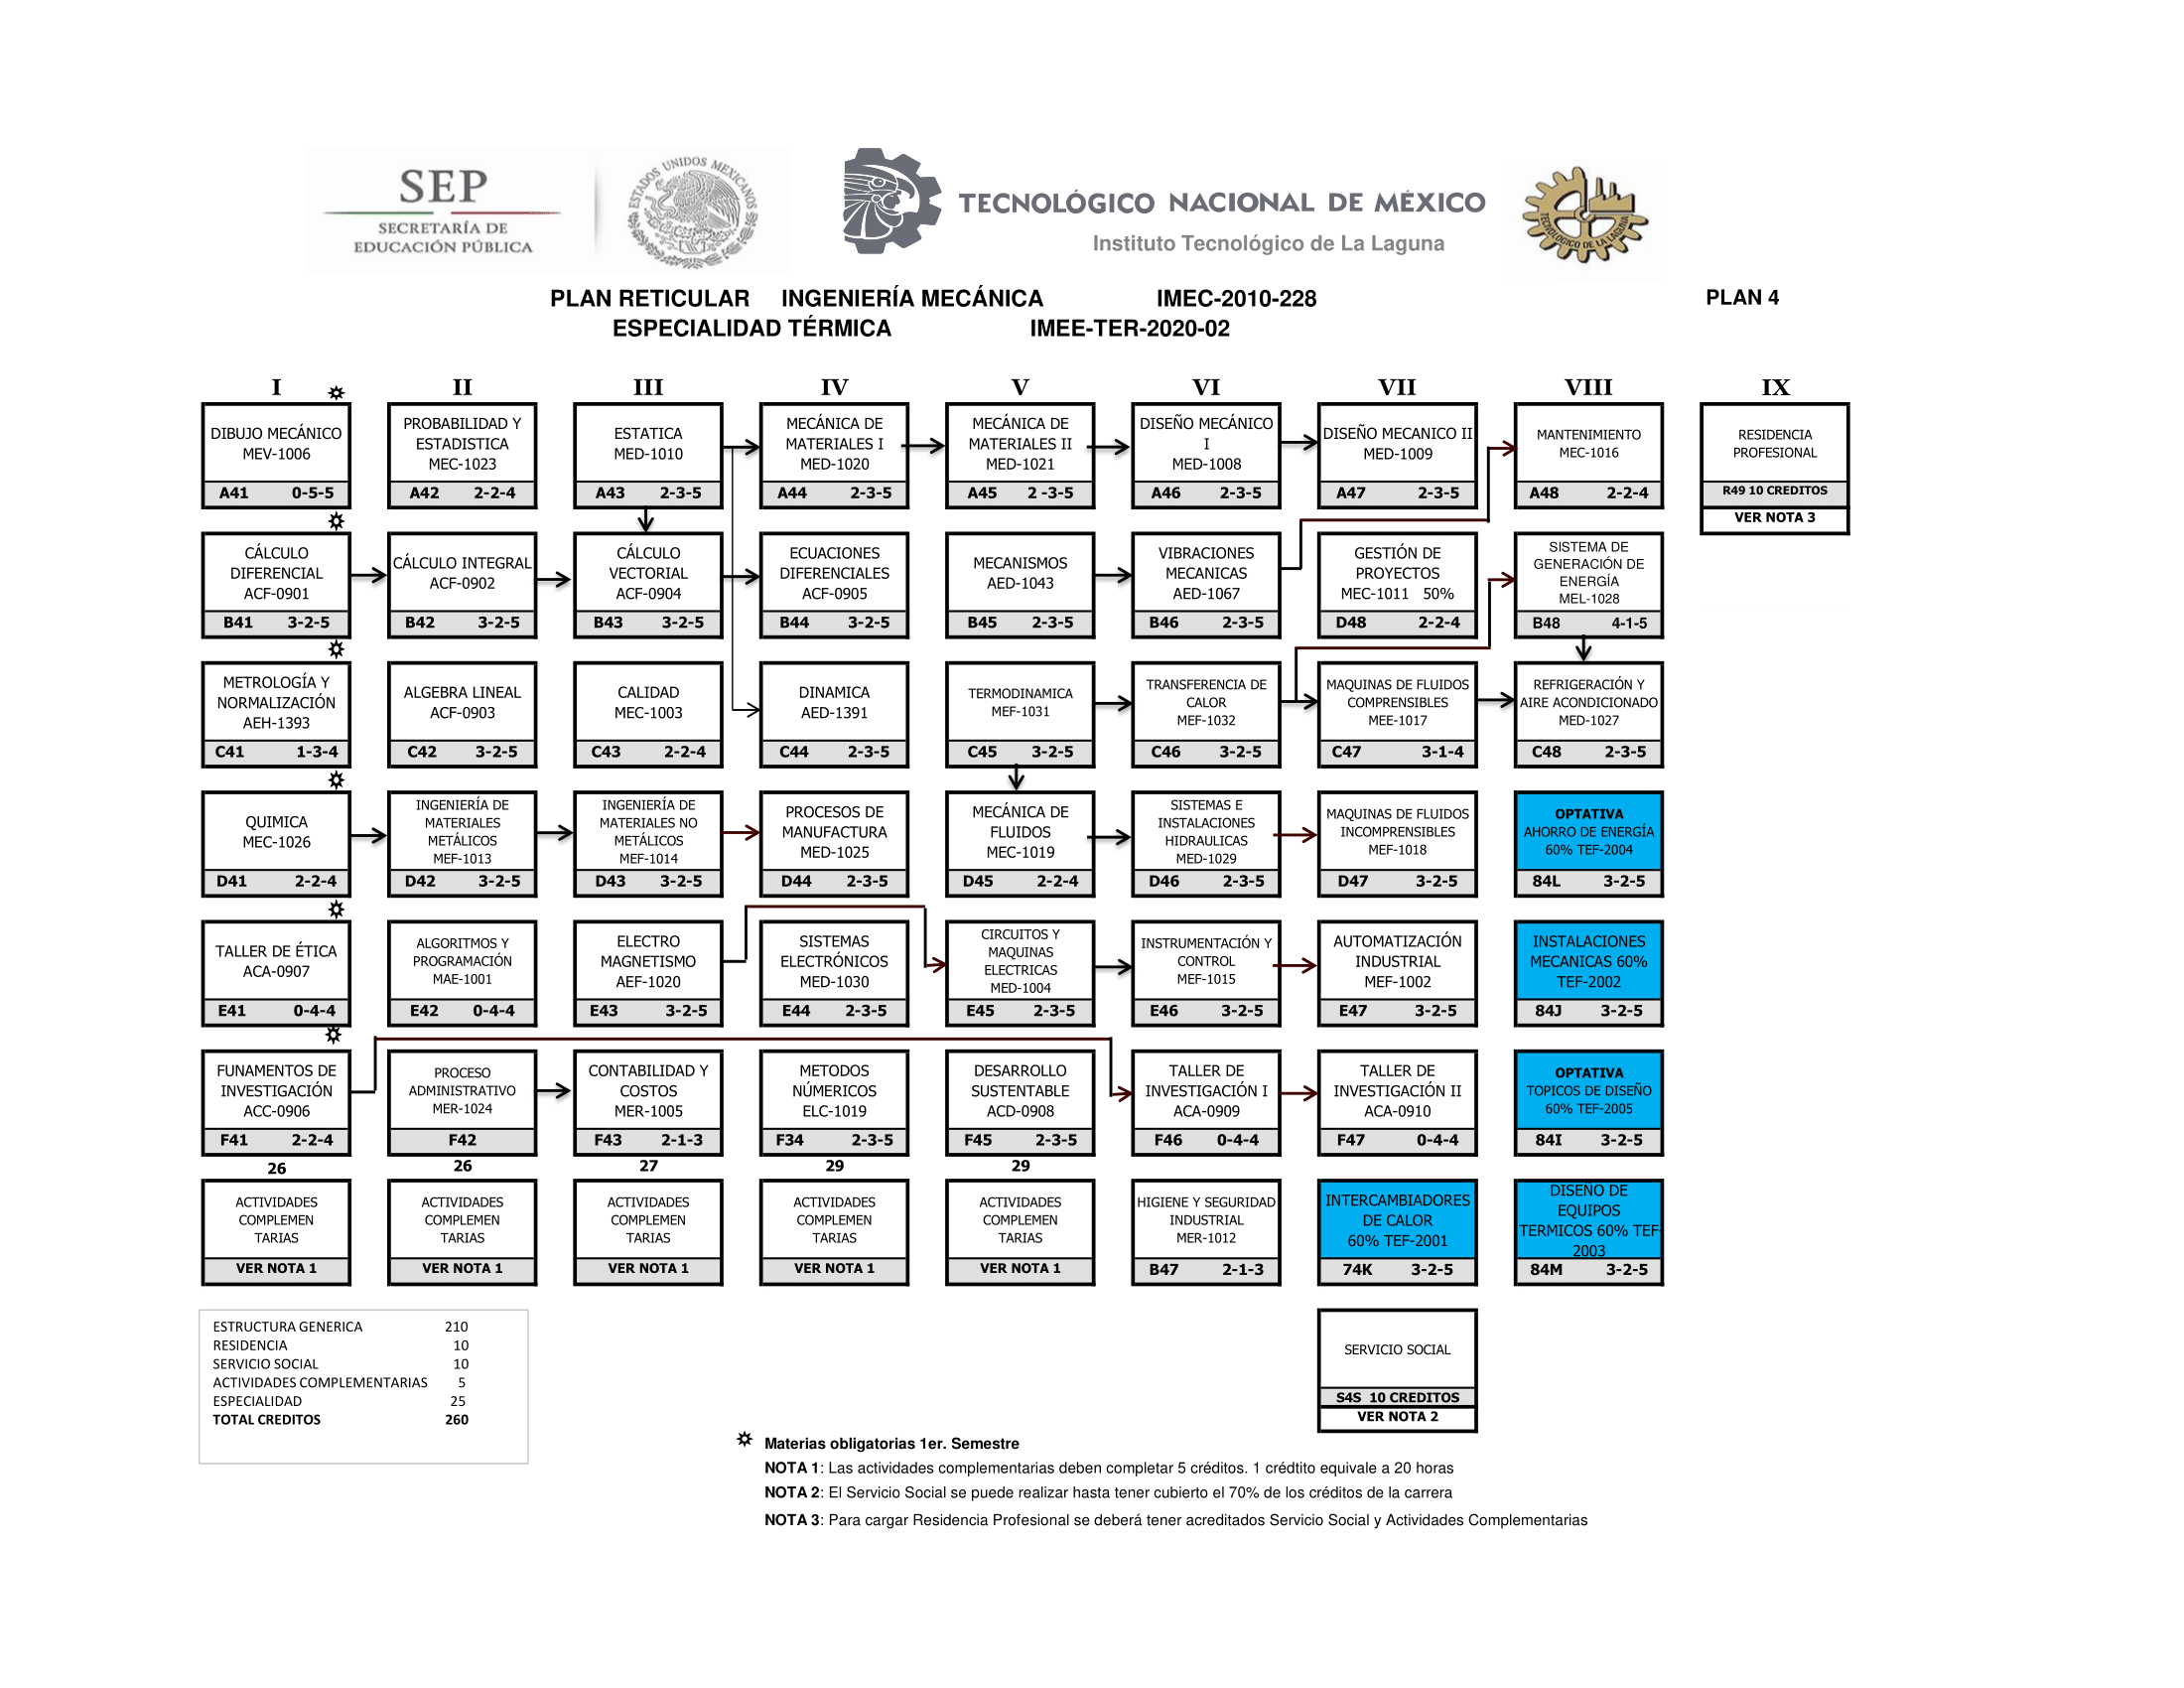 SEP
SECRETARÍA DE
EDUCACIÓN PÚBLICA
ESTADOS UNIDOS MEXICANOS
TECNOLÓGICO NACIONAL DE MÉXICO
Instituto Tecnológico de La Laguna
TECNOLOGICO DE LA LAGUNA
PLAN RETICULAR INGENIERÍA MECÁNICA IMEC-2010-228 PLAN 4
ESPECIALIDAD TÉRMICA IMEE-TER-2020-02
I II III IV V VI VII VIII IX
DIBUJO MECÁNICO
MEV-1006
A41 0-5-5
PROBABILIDAD Y
ESTADISTICA
MEC-1023
A42 2-2-4
ESTATICA
MED-1010
A43 2-3-5
MECÁNICA DE
MATERIALES I
MED-1020
A44 2-3-5
MECÁNICA DE
MATERIALES II
MED-1021
A45 2 -3-5
DISEÑO MECÁNICO
I
MED-1008
A46 2-3-5
DISEÑO MECANICO II
MED-1009
A47 2-3-5
MANTENIMIENTO
MEC-1016
A48 2-2-4
RESIDENCIA
PROFESIONAL
R49 10 CREDITOS
VER NOTA 3
CÁLCULO
DIFERENCIAL
ACF-0901
B41 3-2-5
CÁLCULO INTEGRAL
ACF-0902
B42 3-2-5
CÁLCULO
VECTORIAL
ACF-0904
B43 3-2-5
ECUACIONES
DIFERENCIALES
ACF-0905
B44 3-2-5
MECANISMOS
AED-1043
B45 2-3-5
VIBRACIONES
MECANICAS
AED-1067
B46 2-3-5
GESTIÓN DE
PROYECTOS
MEC-1011 50%
D48 2-2-4
SISTEMA DE
GENERACIÓN DE
ENERGÍA
MEL-1028
B48 4-1-5
METROLOGÍA Y
NORMALIZACIÓN
AEH-1393
C41 1-3-4
ALGEBRA LINEAL
ACF-0903
C42 3-2-5
CALIDAD
MEC-1003
C43 2-2-4
DINAMICA
AED-1391
C44 2-3-5
TERMODINAMICA
MEF-1031
C45 3-2-5
TRANSFERENCIA DE
CALOR
MEF-1032
C46 3-2-5
MAQUINAS DE FLUIDOS
COMPRENSIBLES
MEE-1017
C47 3-1-4
REFRIGERACIÓN Y
AIRE ACONDICIONADO
MED-1027
C48 2-3-5
QUIMICA
MEC-1026
D41 2-2-4
INGENIERÍA DE
MATERIALES
METÁLICOS
MEF-1013
D42 3-2-5
INGENIERÍA DE
MATERIALES NO
METÁLICOS
MEF-1014
D43 3-2-5
PROCESOS DE
MANUFACTURA
MED-1025
D44 2-3-5
MECÁNICA DE
FLUIDOS
MEC-1019
D45 2-2-4
SISTEMAS E
INSTALACIONES
HIDRAULICAS
MED-1029
D46 2-3-5
MAQUINAS DE FLUIDOS
INCOMPRENSIBLES
MEF-1018
D47 3-2-5
OPTATIVA
AHORRO DE ENERGÍA
60% TEF-2004
84L 3-2-5
TALLER DE ÉTICA
ACA-0907
E41 0-4-4
ALGORITMOS Y
PROGRAMACIÓN
MAE-1001
E42 0-4-4
ELECTRO
MAGNETISMO
AEF-1020
E43 3-2-5
SISTEMAS
ELECTRÓNICOS
MED-1030
E44 2-3-5
CIRCUITOS Y
MAQUINAS
ELECTRICAS
MED-1004
E45 2-3-5
INSTRUMENTACIÓN Y
CONTROL
MEF-1015
E46 3-2-5
AUTOMATIZACIÓN
INDUSTRIAL
MEF-1002
E47 3-2-5
INSTALACIONES
MECANICAS 60%
TEF-2002
84J 3-2-5
FUNAMENTOS DE
INVESTIGACIÓN
ACC-0906
F41 2-2-4
PROCESO
ADMINISTRATIVO
MER-1024
F42
CONTABILIDAD Y
COSTOS
MER-1005
F43 2-1-3
METODOS
NÚMERICOS
ELC-1019
F34 2-3-5
DESARROLLO
SUSTENTABLE
ACD-0908
F45 2-3-5
TALLER DE
INVESTIGACIÓN I
ACA-0909
F46 0-4-4
TALLER DE
INVESTIGACIÓN II
ACA-0910
F47 0-4-4
OPTATIVA
TOPICOS DE DISEÑO
60% TEF-2005
84I 3-2-5
26 26 27 29 29
ACTIVIDADES
COMPLEMEN
TARIAS
VER NOTA 1
ACTIVIDADES
COMPLEMEN
TARIAS
VER NOTA 1
ACTIVIDADES
COMPLEMEN
TARIAS
VER NOTA 1
ACTIVIDADES
COMPLEMEN
TARIAS
VER NOTA 1
ACTIVIDADES
COMPLEMEN
TARIAS
VER NOTA 1
HIGIENE Y SEGURIDAD
INDUSTRIAL
MER-1012
B47 2-1-3
INTERCAMBIADORES
DE CALOR
60% TEF-2001
74K 3-2-5
DISEÑO DE
EQUIPOS
TERMICOS 60% TEF-
2003
84M 3-2-5
SERVICIO SOCIAL
S4S 10 CREDITOS
VER NOTA 2
ESTRUCTURA GENERICA 210
RESIDENCIA 10
SERVICIO SOCIAL 10
ACTIVIDADES COMPLEMENTARIAS 5
ESPECIALIDAD 25
TOTAL CREDITOS 260
Materias obligatorias 1er. Semestre
NOTA 1: Las actividades complementarias deben completar 5 créditos. 1 crédtito equivale a 20 horas
NOTA 2: El Servicio Social se puede realizar hasta tener cubierto el 70% de los créditos de la carrera
NOTA 3: Para cargar Residencia Profesional se deberá tener acreditados Servicio Social y Actividades Complementarias